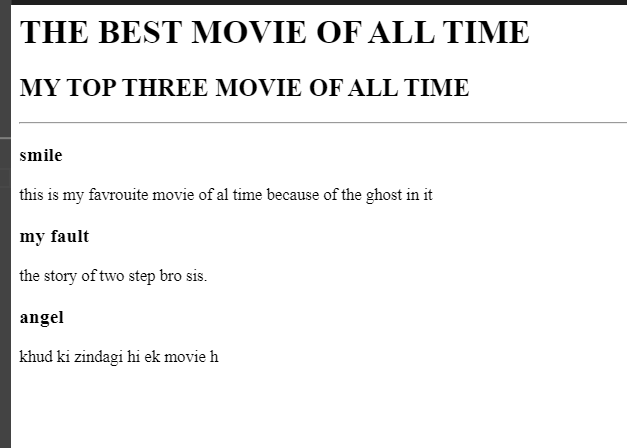 THE BEST MOVIE OF ALL TIME
MY TOP THREE MOVIE OF ALL TIME
smile
this is my favrouite movie of al time because of the ghost in it
my fault
the story of two step bro sis.
angel
khud ki zindagi hi ek movie h